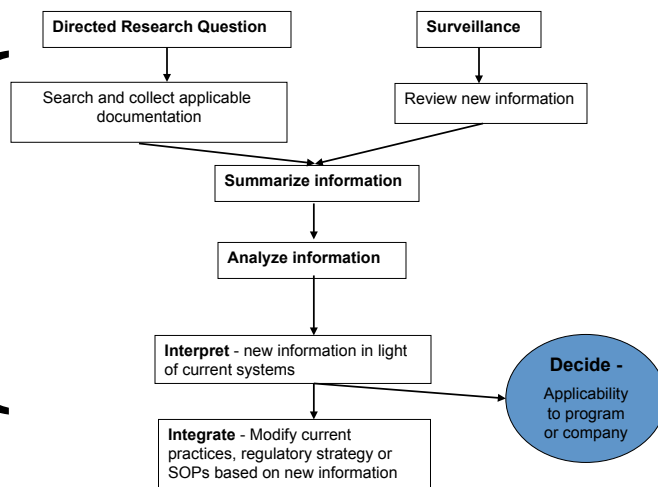 Directed Research Question
Surveillance
Search and collect applicable
documentation
Review new information
Summarize information
Analyze information
Interpret - new information in light
of current systems
Decide -
Applicability
to program
or company
Integrate - Modify current
practices, regulatory strategy or
SOPs based on new information